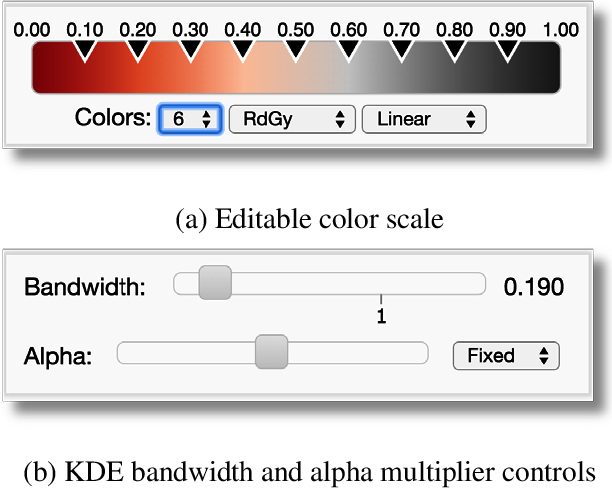 0.00 0.10 0.20 0.30 0.40 0.50 0.60 0.70 0.80 0.90 1.00
Colors: 6 RdGy Linear
(a) Editable color scale
Bandwidth: 0.190
1
Alpha: Fixed
(b) KDE bandwidth and alpha multiplier controls